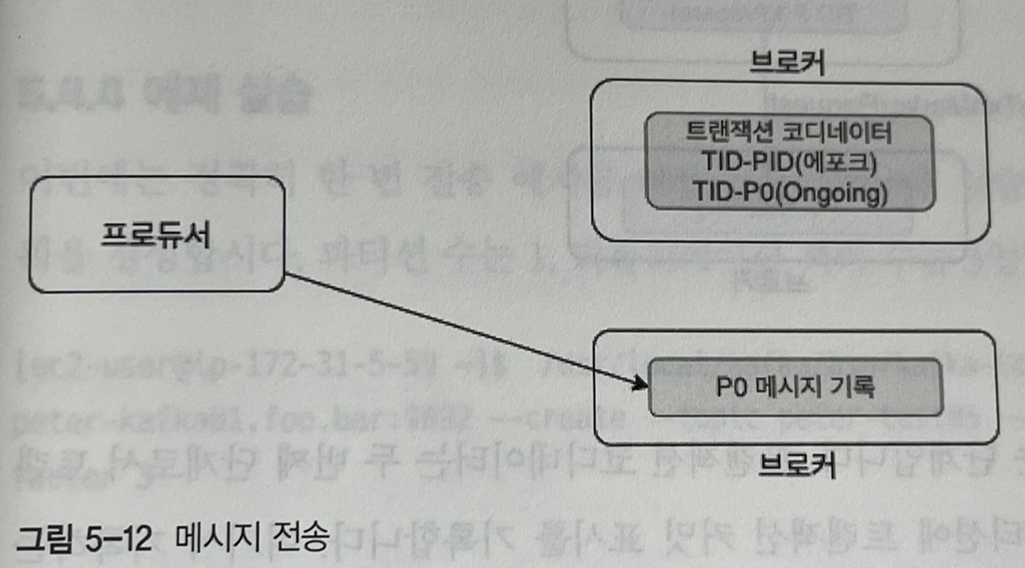 브로커
트랜잭션 코디네이터
TID-PID(에포크)
TID-P0(Ongoing)
프로듀서
P0 메시지 기록
브로커
그림 5-12 메시지 전송